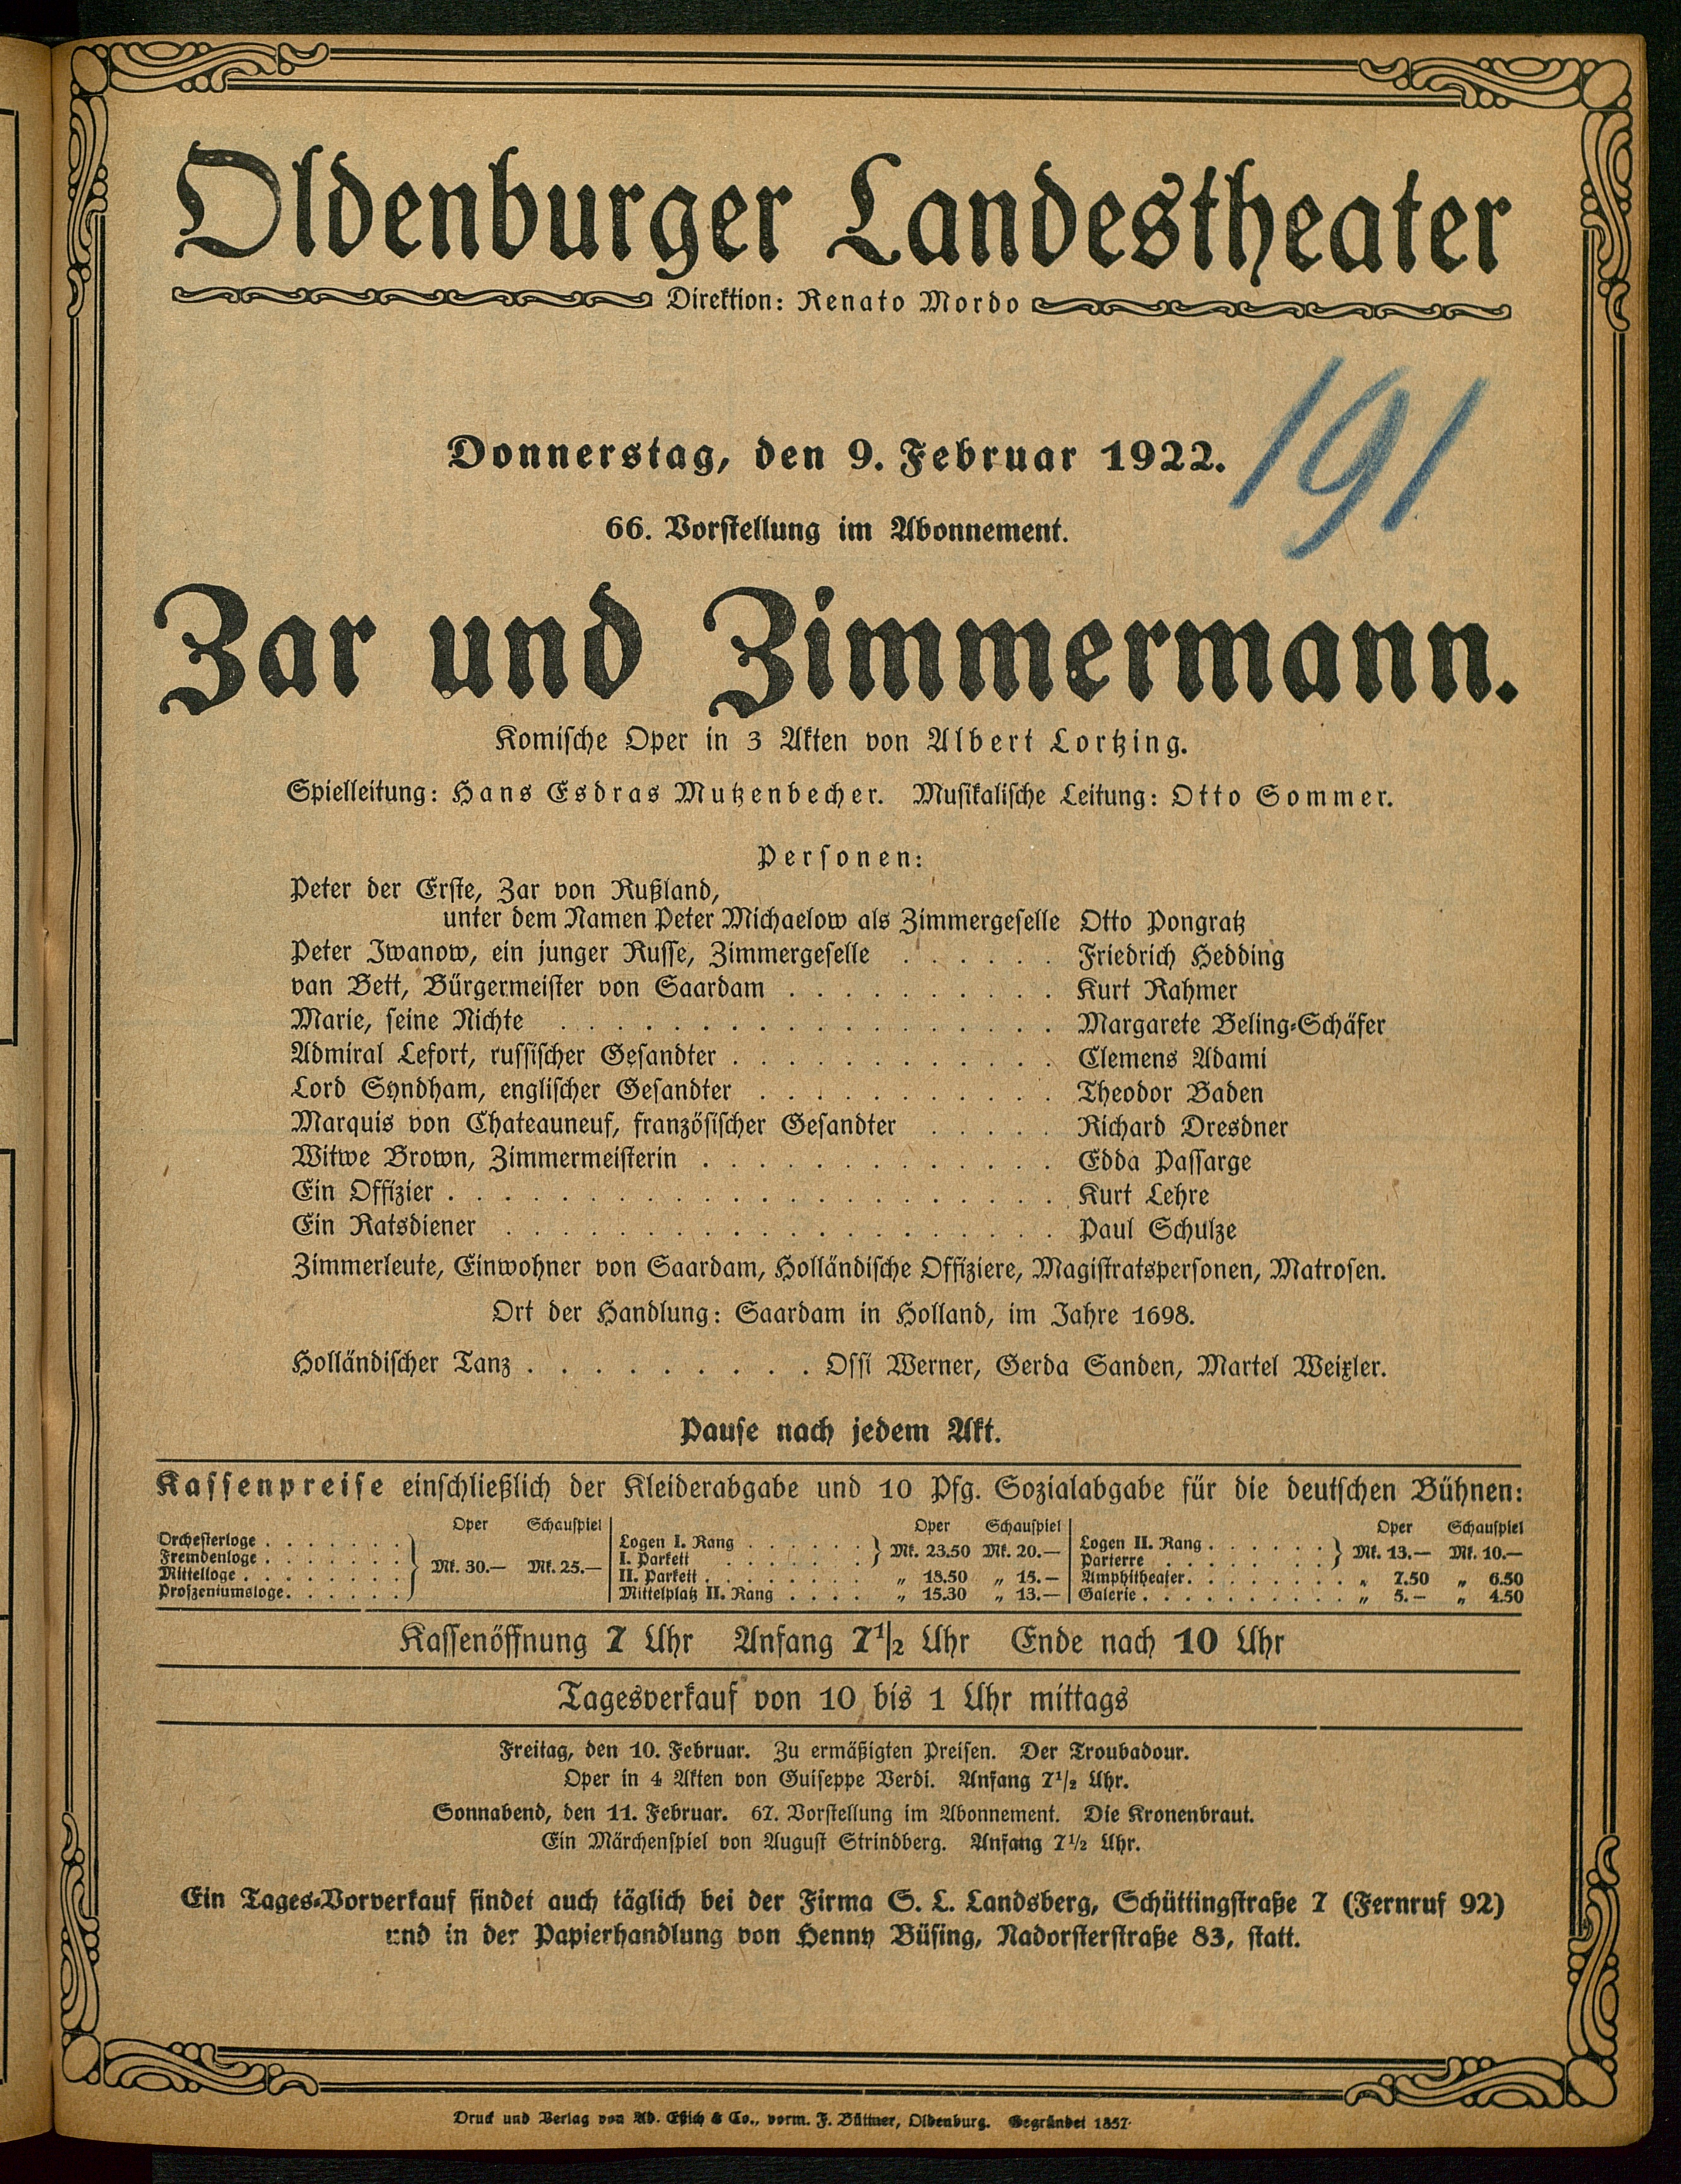 Oldenburger Landestheater
Direktion: Renato Mordo
191
Donnerstag, den 9. Februar 1922.
66. Vorstellung im Abonnement.
Zar und Zimmermann.
Komische Oper in 3 Akten von Albert Lortzing.
Spielleitung: Hans Esdras Mutzenbecher. Musikalische Leitung: Otto Sommer.
Personen:
Peter der Erste, Zar von Rußland,
unter dem Namen Peter Michaelow als Zimmergeselle Otto Pongratz
Peter Iwanow, ein junger Russe, Zimmergeselle . . . . . . Friedrich Hedding
van Bett, Bürgermeister von Saardam . . . . . . . . . . Kurt Rahmer
Marie, seine Nichte . . . . . . . . . . . . . . . . . . Margarete Beling-Schäfer
Admiral Lefort, russischer Gesandter . . . . . . . . . . . . Clemens Adami
Lord Syndham, englischer Gesandter . . . . . . . . . . . Theodor Baden
Marquis von Chateauneuf, französischer Gesandter . . . . . Richard Dresdner
Witwe Brown, Zimmermeisterin . . . . . . . . . . . . . Edda Passarge
Ein Offizier . . . . . . . . . . . . . . . . . . . . . . Kurt Lehre
Ein Ratsdiener . . . . . . . . . . . . . . . . . . . . Paul Schulze
Zimmerleute, Einwohner von Saardam, Holländische Offiziere, Magistratspersonen, Matrosen.
Ort der Handlung: Saardam in Holland, im Jahre 1698.
Holländischer Tanz . . . . . . . . . . Ossi Werner, Gerda Sanden, Martel Weixler.
Pause nach jedem Akt.
Kassenpreise einschließlich der Kleiderabgabe und 10 Pfg. Sozialabgabe für die deutschen Bühnen:
Oper Schauspiel
Orchesterloge . . . . . . .
Fremdenloge . . . . . . .
Mittelloge . . . . . . . .
Proszeniumsloge . . . . . .
Mk. 30.— Mk. 25.—
Oper Schauspiel
Logen I. Rang . . . . . .
I. Parkett . . . . . . .
Mk. 23.50 Mk. 20.—
II. Parkett . . . . . . . . „ 18.50 „ 15.—
Mittelplatz II. Rang . . . . „ 15.30 „ 13.—
Oper Schauspiel
Logen II. Rang . . . . . .
Parterre . . . . . . .
Mk. 13.— Mk. 10.—
Amphitheater . . . . . . . . „ 7.50 „ 6.50
Galerie . . . . . . . . . . „ 5.— „ 4.50
Kassenöffnung 7 Uhr Anfang 7½ Uhr Ende nach 10 Uhr
Tagesverkauf von 10 bis 1 Uhr mittags
Freitag, den 10. Februar. Zu ermäßigten Preisen. Der Troubadour.
Oper in 4 Akten von Guiseppe Verdi. Anfang 7½ Uhr.
Sonnabend, den 11. Februar. 67. Vorstellung im Abonnement. Die Kronenbraut.
Ein Märchenspiel von August Strindberg. Anfang 7½ Uhr.
Ein Tages-Vorverkauf findet auch täglich bei der Firma S. L. Landsberg, Schüttingstraße 7 (Fernruf 92)
und in der Papierhandlung von Henny Büsing, Nadorsterstraße 83, statt.
Druck und Verlag von Ad. Eßich & Co., vorm. F. Büttner, Oldenburg. Gegründet 1857.